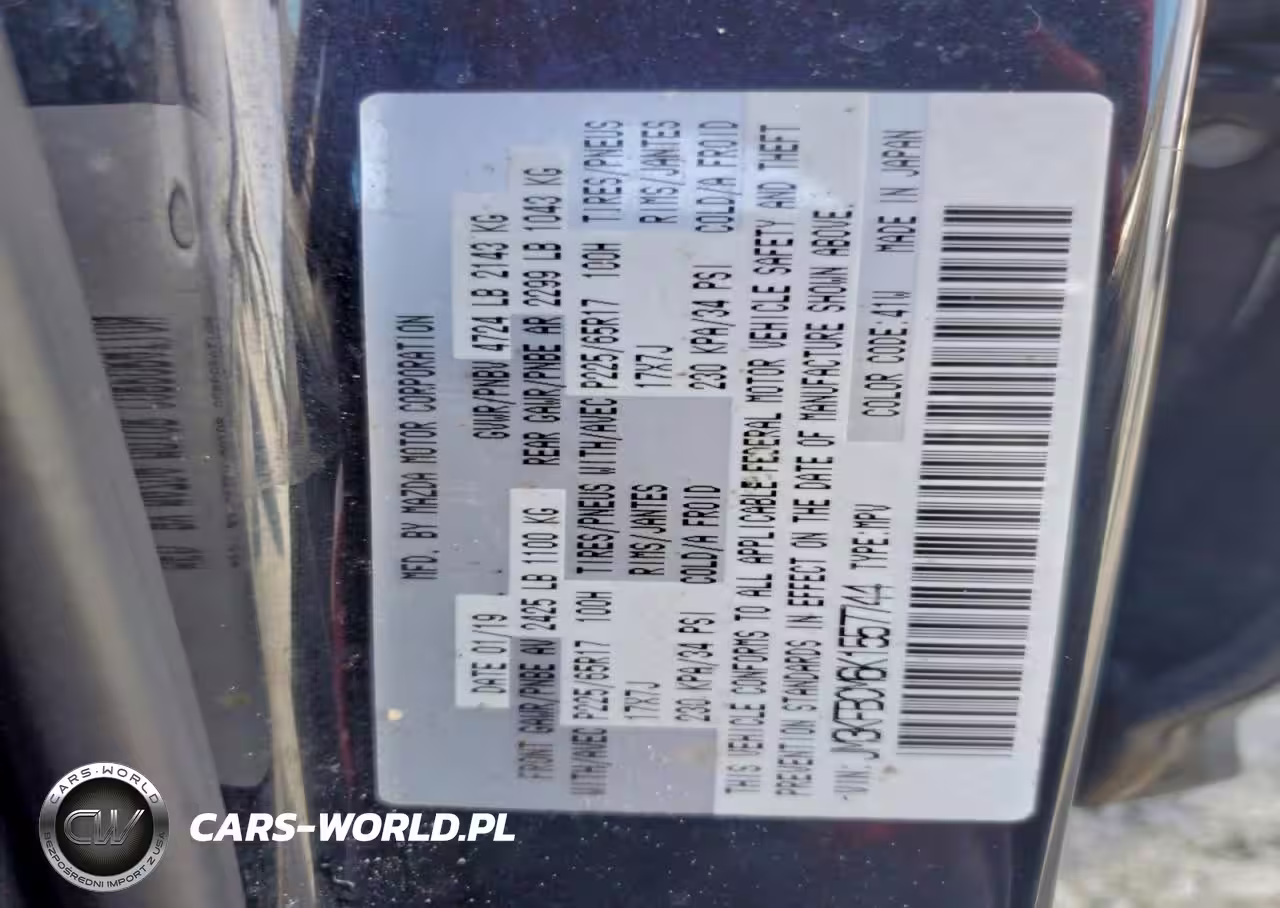 MFD. BY MAZDA MOTOR CORPORATION
DATE 01/19 GVWR/PNBV 4724 LB 2143 KG
FRONT GAWR/PNBE AV 2425 LB 1100 KG REAR GAWR/PNBE AR 2299 LB 1043 KG
WITH/AVEC P225/65R17 100H TIRES/PNEUS WITH/AVEC P225/65R17 100H TIRES/PNEUS
17X7J RIMS/JANTES 17X7J RIMS/JANTES
230 KPA/34 PSI COLD/A FROID 230 KPA/34 PSI COLD/A FROID
THIS VEHICLE CONFORMS TO ALL APPLICABLE FEDERAL MOTOR VEHICLE SAFETY AND THEFT
PREVENTION STANDARDS IN EFFECT ON THE DATE OF MANUFACTURE SHOWN ABOVE.
VIN: JM3KFBCM6K1557744 TYPE:MPV COLOR CODE:41W MADE IN JAPAN
CARS-WORLD
CW
BEZPOŚREDNI IMPORT Z USA
CARS-WORLD.PL